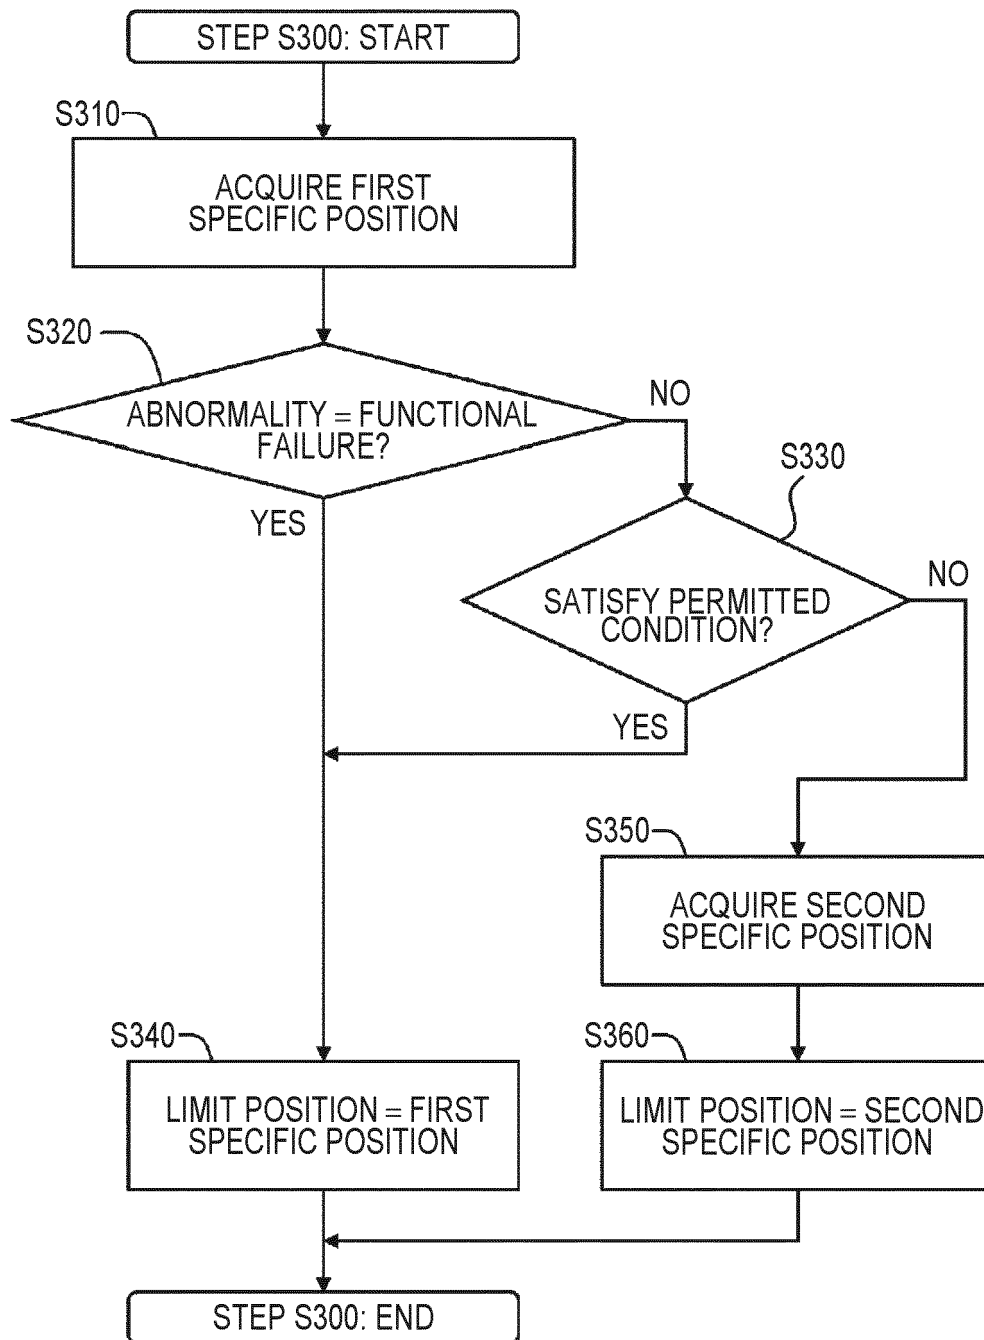 STEP S300: START
S310
ACQUIRE FIRST
SPECIFIC POSITION
S320
ABNORMALITY = FUNCTIONAL
FAILURE?
NO
YES
S330
SATISFY PERMITTED
CONDITION?
NO
YES
S350
ACQUIRE SECOND
SPECIFIC POSITION
S340
LIMIT POSITION = FIRST
SPECIFIC POSITION
S360
LIMIT POSITION = SECOND
SPECIFIC POSITION
STEP S300: END